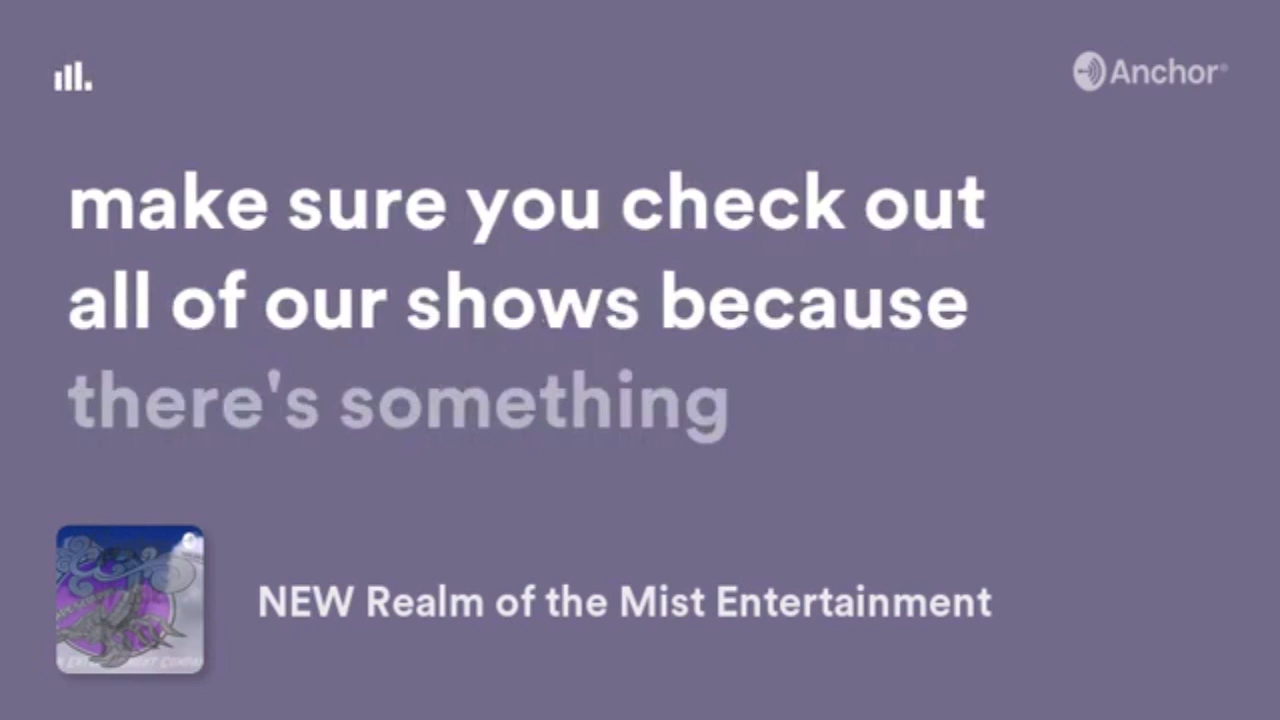 Anchor
make sure you check out
all of our shows because
there's something
NEW Realm of the Mist Entertainment